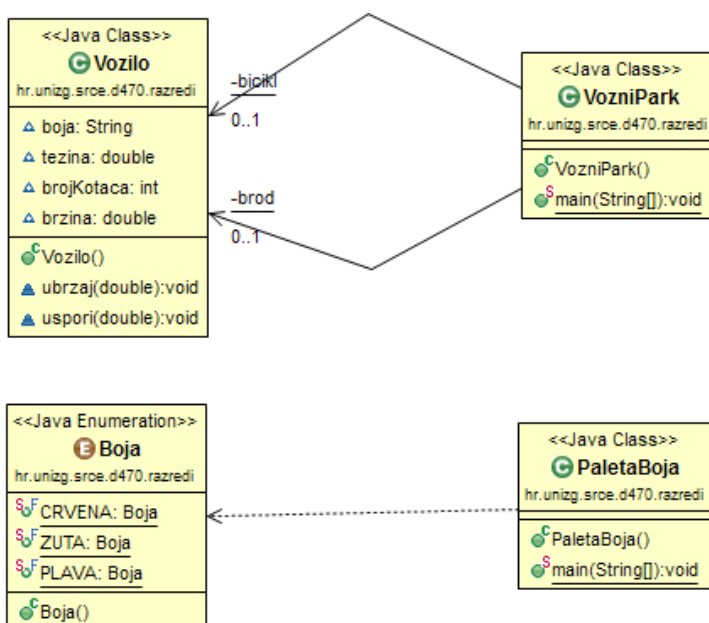 <<Java Class>>
Vozilo
hr.unizg.srce.d470.razredi
boja: String
tezina: double
brojKotaca: int
brzina: double
Vozilo()
ubrzaj(double):void
uspori(double):void
-bicikl
0..1
-brod
0..1
<<Java Class>>
VozniPark
hr.unizg.srce.d470.razredi
VozniPark()
main(String[]):void
<<Java Enumeration>>
Boja
hr.unizg.srce.d470.razredi
CRVENA: Boja
ZUTA: Boja
PLAVA: Boja
Boja()
<<Java Class>>
PaletaBoja
hr.unizg.srce.d470.razredi
PaletaBoja()
main(String[]):void